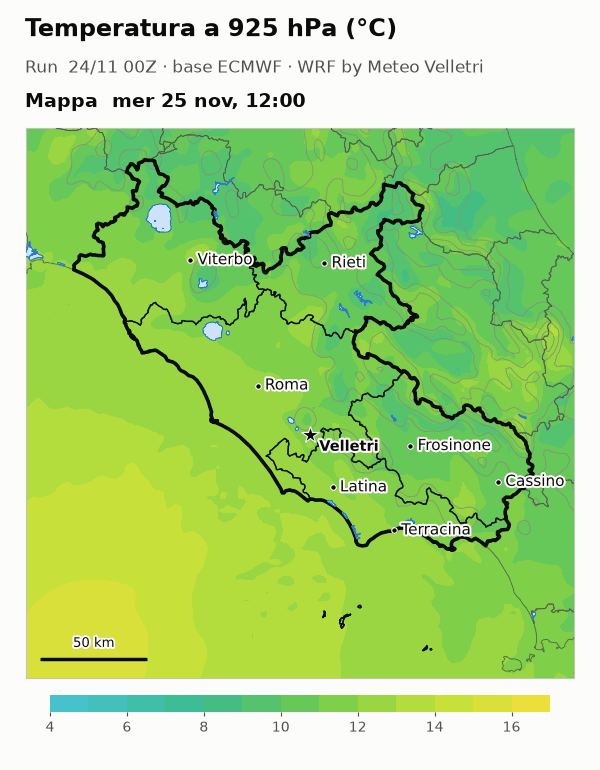 Temperatura a 925 hPa (°C)
Run  24/11 00Z · base ECMWF · WRF by Meteo Velletri
Mappa  mer 25 nov, 12:00
Viterbo
Rieti
Roma
Velletri
Frosinone
Latina
Cassino
Terracina
50 km
4 6 8 10 12 14 16